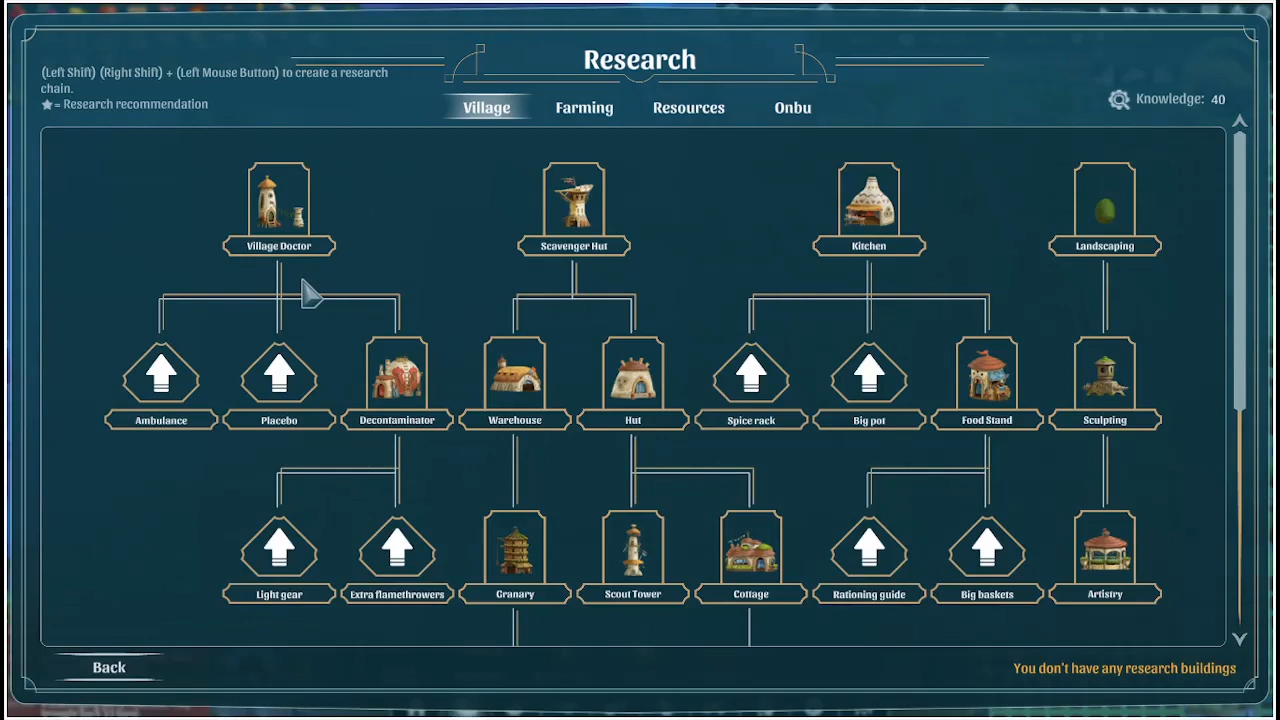 Research
(Left Shift) (Right Shift) + (Left Mouse Button) to create a research
chain.
★= Research recommendation
Village Farming Resources Onbu
Knowledge: 40
Village Doctor Scavenger Hut Kitchen Landscaping
Ambulance Placebo Decontaminator Warehouse Hut Spice rack Big pot Food Stand Sculpting
Light gear Extra flamethrowers Granary Scout Tower Cottage Rationing guide Big baskets Artistry
Back
You don't have any research buildings